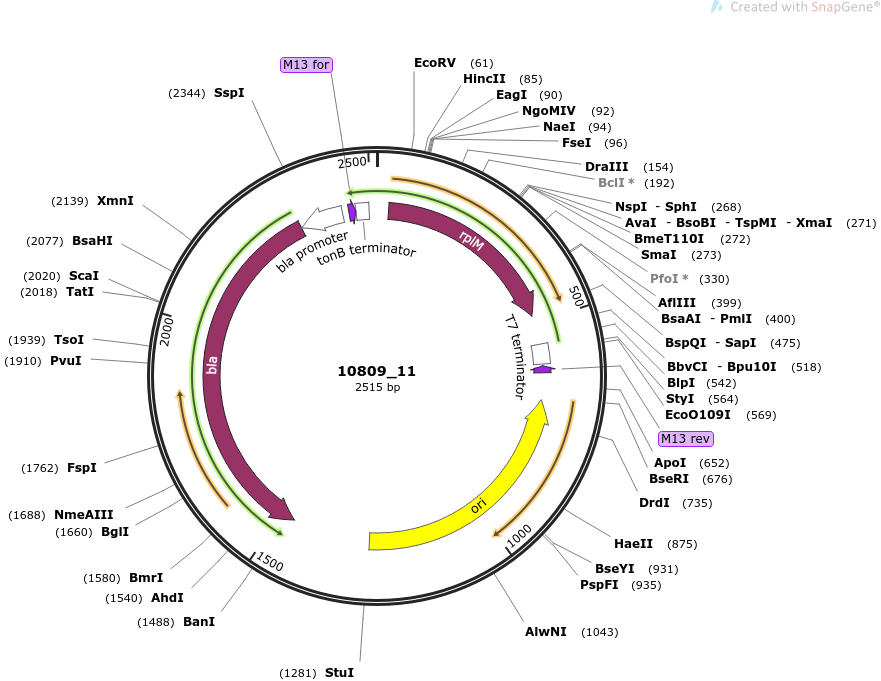 Created with SnapGene®
M13 for
EcoRV (61)
HincII (85)
EagI (90)
NgoMIV (92)
NaeI (94)
FseI (96)
DraIII (154)
BclI * (192)
NspI - SphI (268)
AvaI - BsoBI - TspMI - XmaI (271)
BmeT110I (272)
SmaI (273)
PfoI * (330)
AflIII (399)
BsaAI - PmlI (400)
BspQI - SapI (475)
BbvCI - Bpu10I (518)
BlpI (542)
StyI (564)
EcoO109I (569)
M13 rev
ApoI (652)
BseRI (676)
DrdI (735)
HaeII (875)
BseYI (931)
PspFI (935)
AlwNI (1043)
(1281) StuI
(1488) BanI
(1540) AhdI
(1580) BmrI
(1660) BglI
(1688) NmeAIII
(1762) FspI
(1910) PvuI
(1939) TsoI
(2018) TatI
(2020) ScaI
(2077) BsaHI
(2139) XmnI
(2344) SspI
2500
500
1000
1500
2000
rplM
bla promoter
tonB terminator
T7 terminator
bla
ori
10809_11
2515 bp